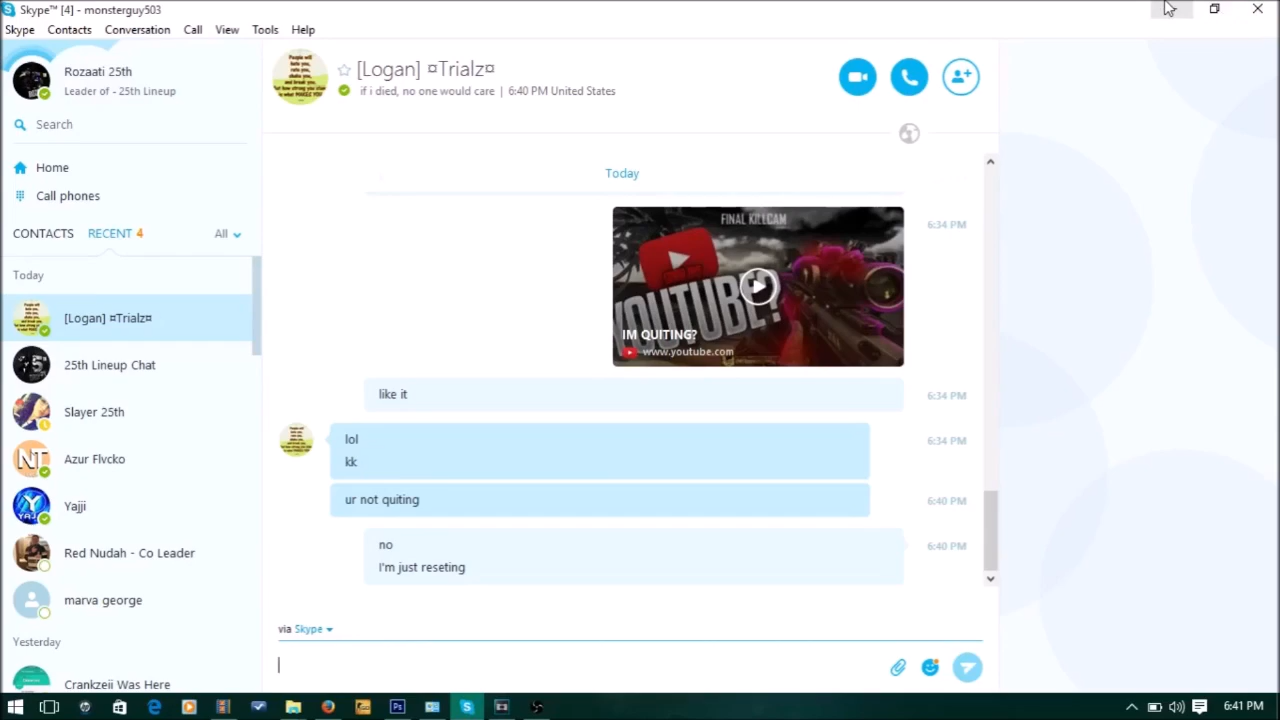 Skype™ [4] - monsterguy503
Skype Contacts Conversation Call View Tools Help
Rozaati 25th
Leader of - 25th Lineup
Search
Home
Call phones
CONTACTS RECENT 4 All
Today
[Logan] ¤Trialz¤
25th Lineup Chat
Slayer 25th
Azur Flvcko
Yajji
Red Nudah - Co Leader
marva george
Yesterday
Crankzeii Was Here
[Logan] ¤Trialz¤
if i died, no one would care | 6:40 PM United States
Today
FINAL KILLCAM
YOUTUBE?
IM QUITING?
www.youtube.com
6:34 PM
like it
6:34 PM
lol
6:34 PM
kk
ur not quiting
6:40 PM
no
6:40 PM
I'm just reseting
via Skype
6:41 PM